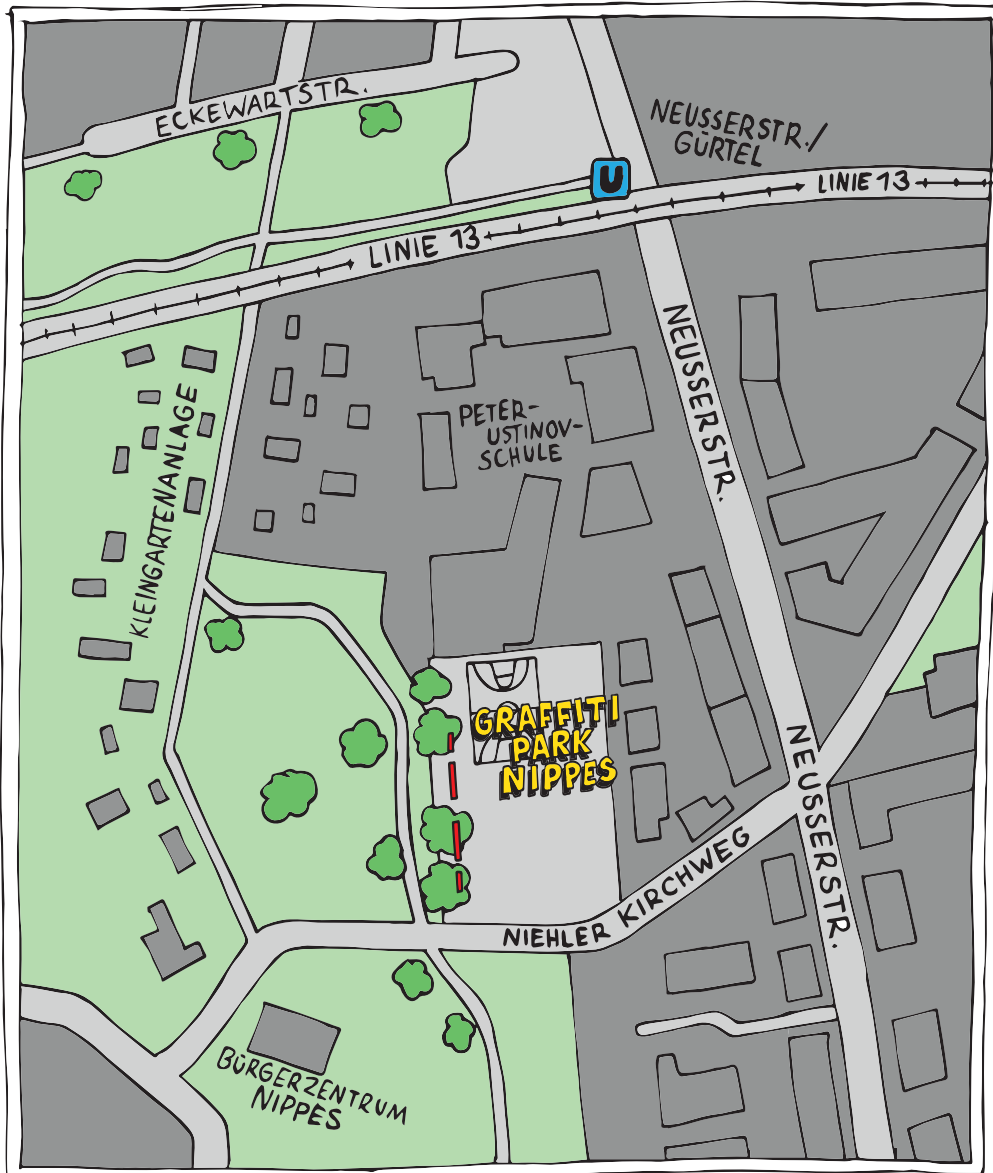 ECKEWARTSTR.
NEUSSERSTR./
GÜRTEL
U
LINIE 13
LINIE 13
NEUSSERSTR.
PETER-
USTINOV-
SCHULE
KLEINGARTENANLAGE
GRAFFITI
PARK
NIPPES
NEUSSERSTR.
NIEHLER KIRCHWEG
BÜRGERZENTRUM
NIPPES